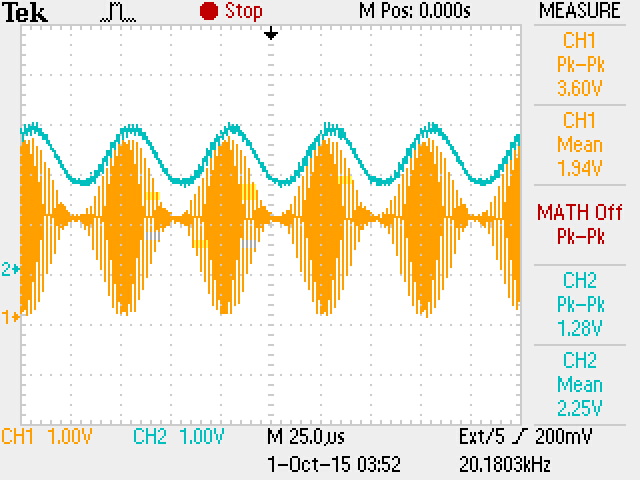 Tek Stop M Pos: 0.000s MEASURE
CH1
Pk-Pk
3.60V
CH1
Mean
1.94V
MATH Off
Pk-Pk
CH2
Pk-Pk
1.28V
CH2
Mean
2.25V
2
1
CH1 1.00V CH2 1.00V M 25.0µs Ext/5 200mV
1-Oct-15 03:52 20.1803kHz